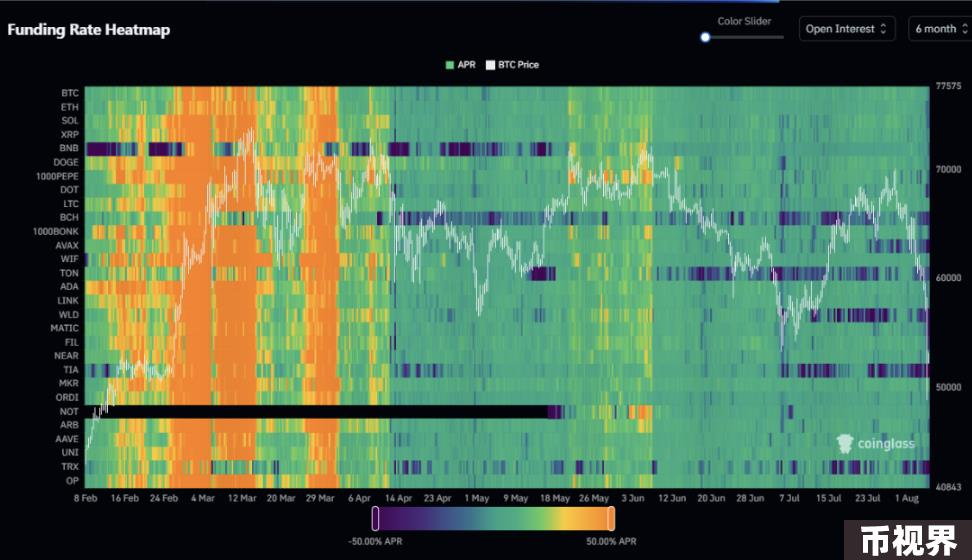 Funding Rate Heatmap
Color Slider
Open Interest
6 month
APR
BTC Price
BTC
ETH
SOL
XRP
BNB
DOGE
1000PEPE
DOT
LTC
BCH
1000BONK
AVAX
WIF
TON
ADA
LINK
WLD
MATIC
FIL
NEAR
TIA
MKR
ORDI
NOT
ARB
AAVE
UNI
TRX
OP
77575
70000
60000
50000
40843
coinglass
8 Feb 16 Feb 24 Feb 4 Mar 12 Mar 20 Mar 29 Mar 6 Apr 14 Apr 23 Apr 1 May 9 May 18 May 26 May 3 Jun 12 Jun 20 Jun 28 Jun 7 Jul 15 Jul 23 Jul 1 Aug
-50.00% APR
50.00% APR
币视界